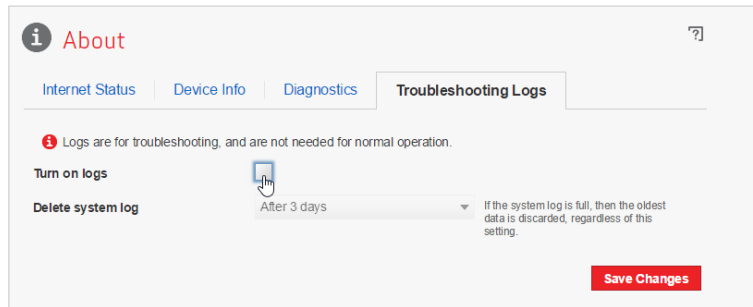 i About
[?]
Internet Status Device Info Diagnostics Troubleshooting Logs
i Logs are for troubleshooting, and are not needed for normal operation.
Turn on logs
Delete system log After 3 days If the system log is full, then the oldest
data is discarded, regardless of this
setting.
Save Changes